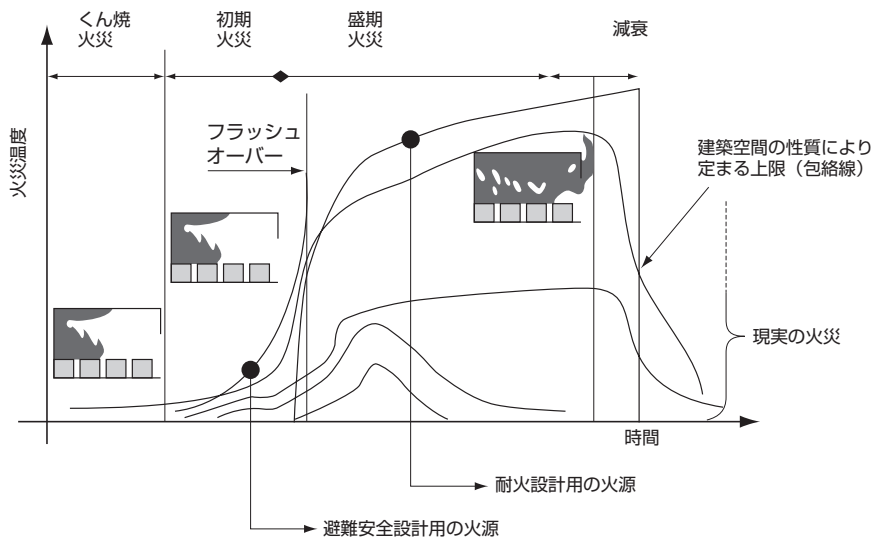 くん焼
火災
初期
火災
盛期
火災
減衰
火災温度
フラッシュ
オーバー
建築空間の性質により
定まる上限（包絡線）
現実の火災
時間
耐火設計用の火源
避難安全設計用の火源